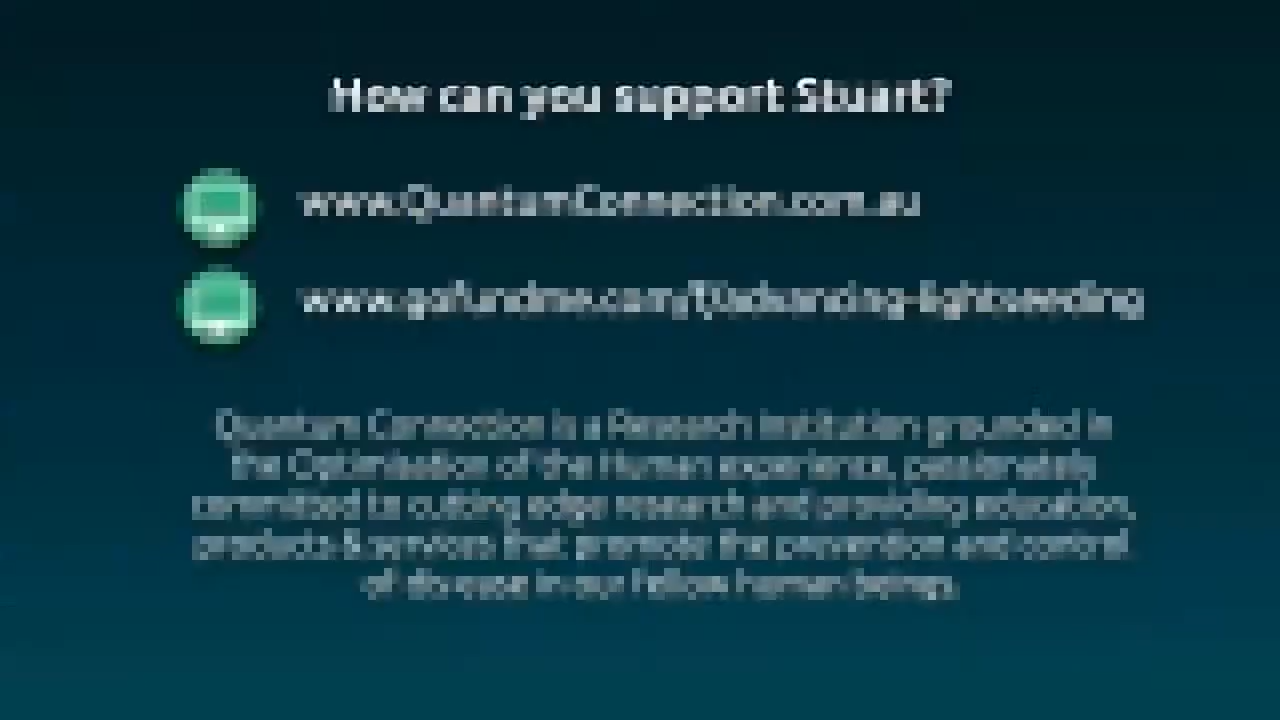 How can you support Stuart?
www.QuantumConnection.com.au
www.gofundme.com/f/advancing-lightseeding
Quantum Connection is a Research Institution grounded in
the Optimisation of the Human experience, passionately
committed to cutting edge research and providing education,
products & services that promote the prevention and control
of disease in our fellow human beings.